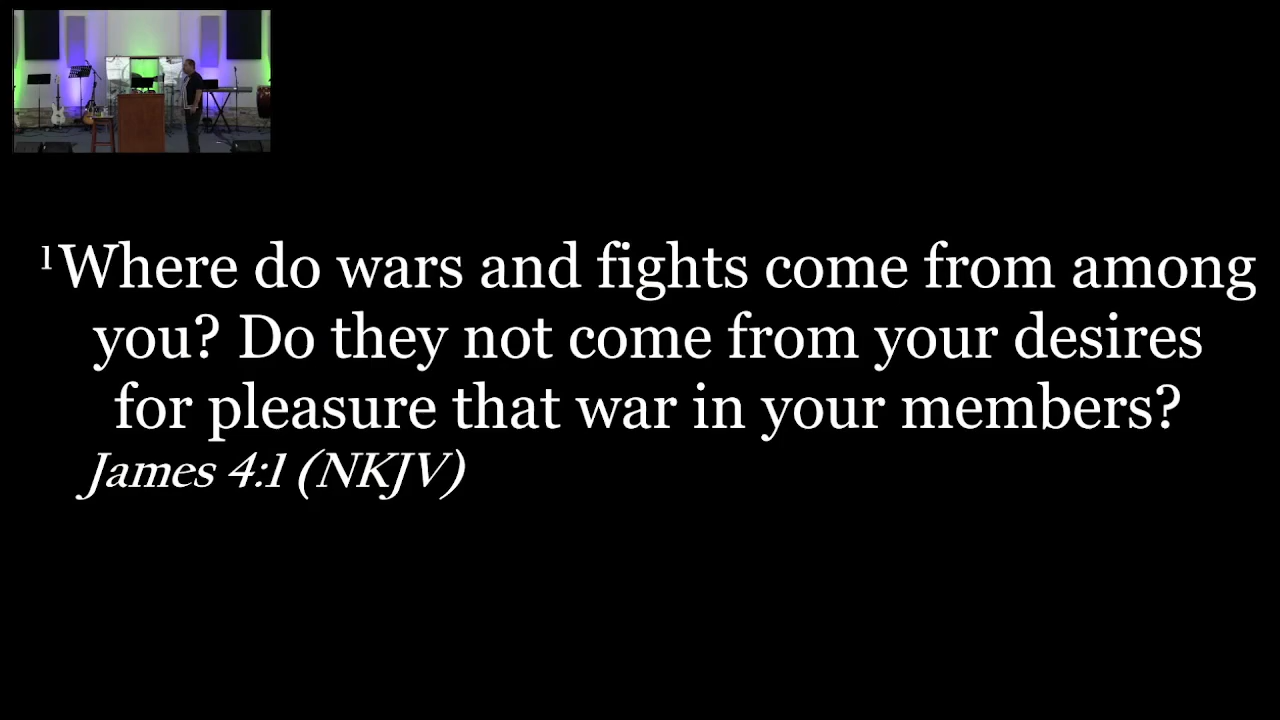 1Where do wars and fights come from among
you? Do they not come from your desires
for pleasure that war in your members?
James 4:1 (NKJV)